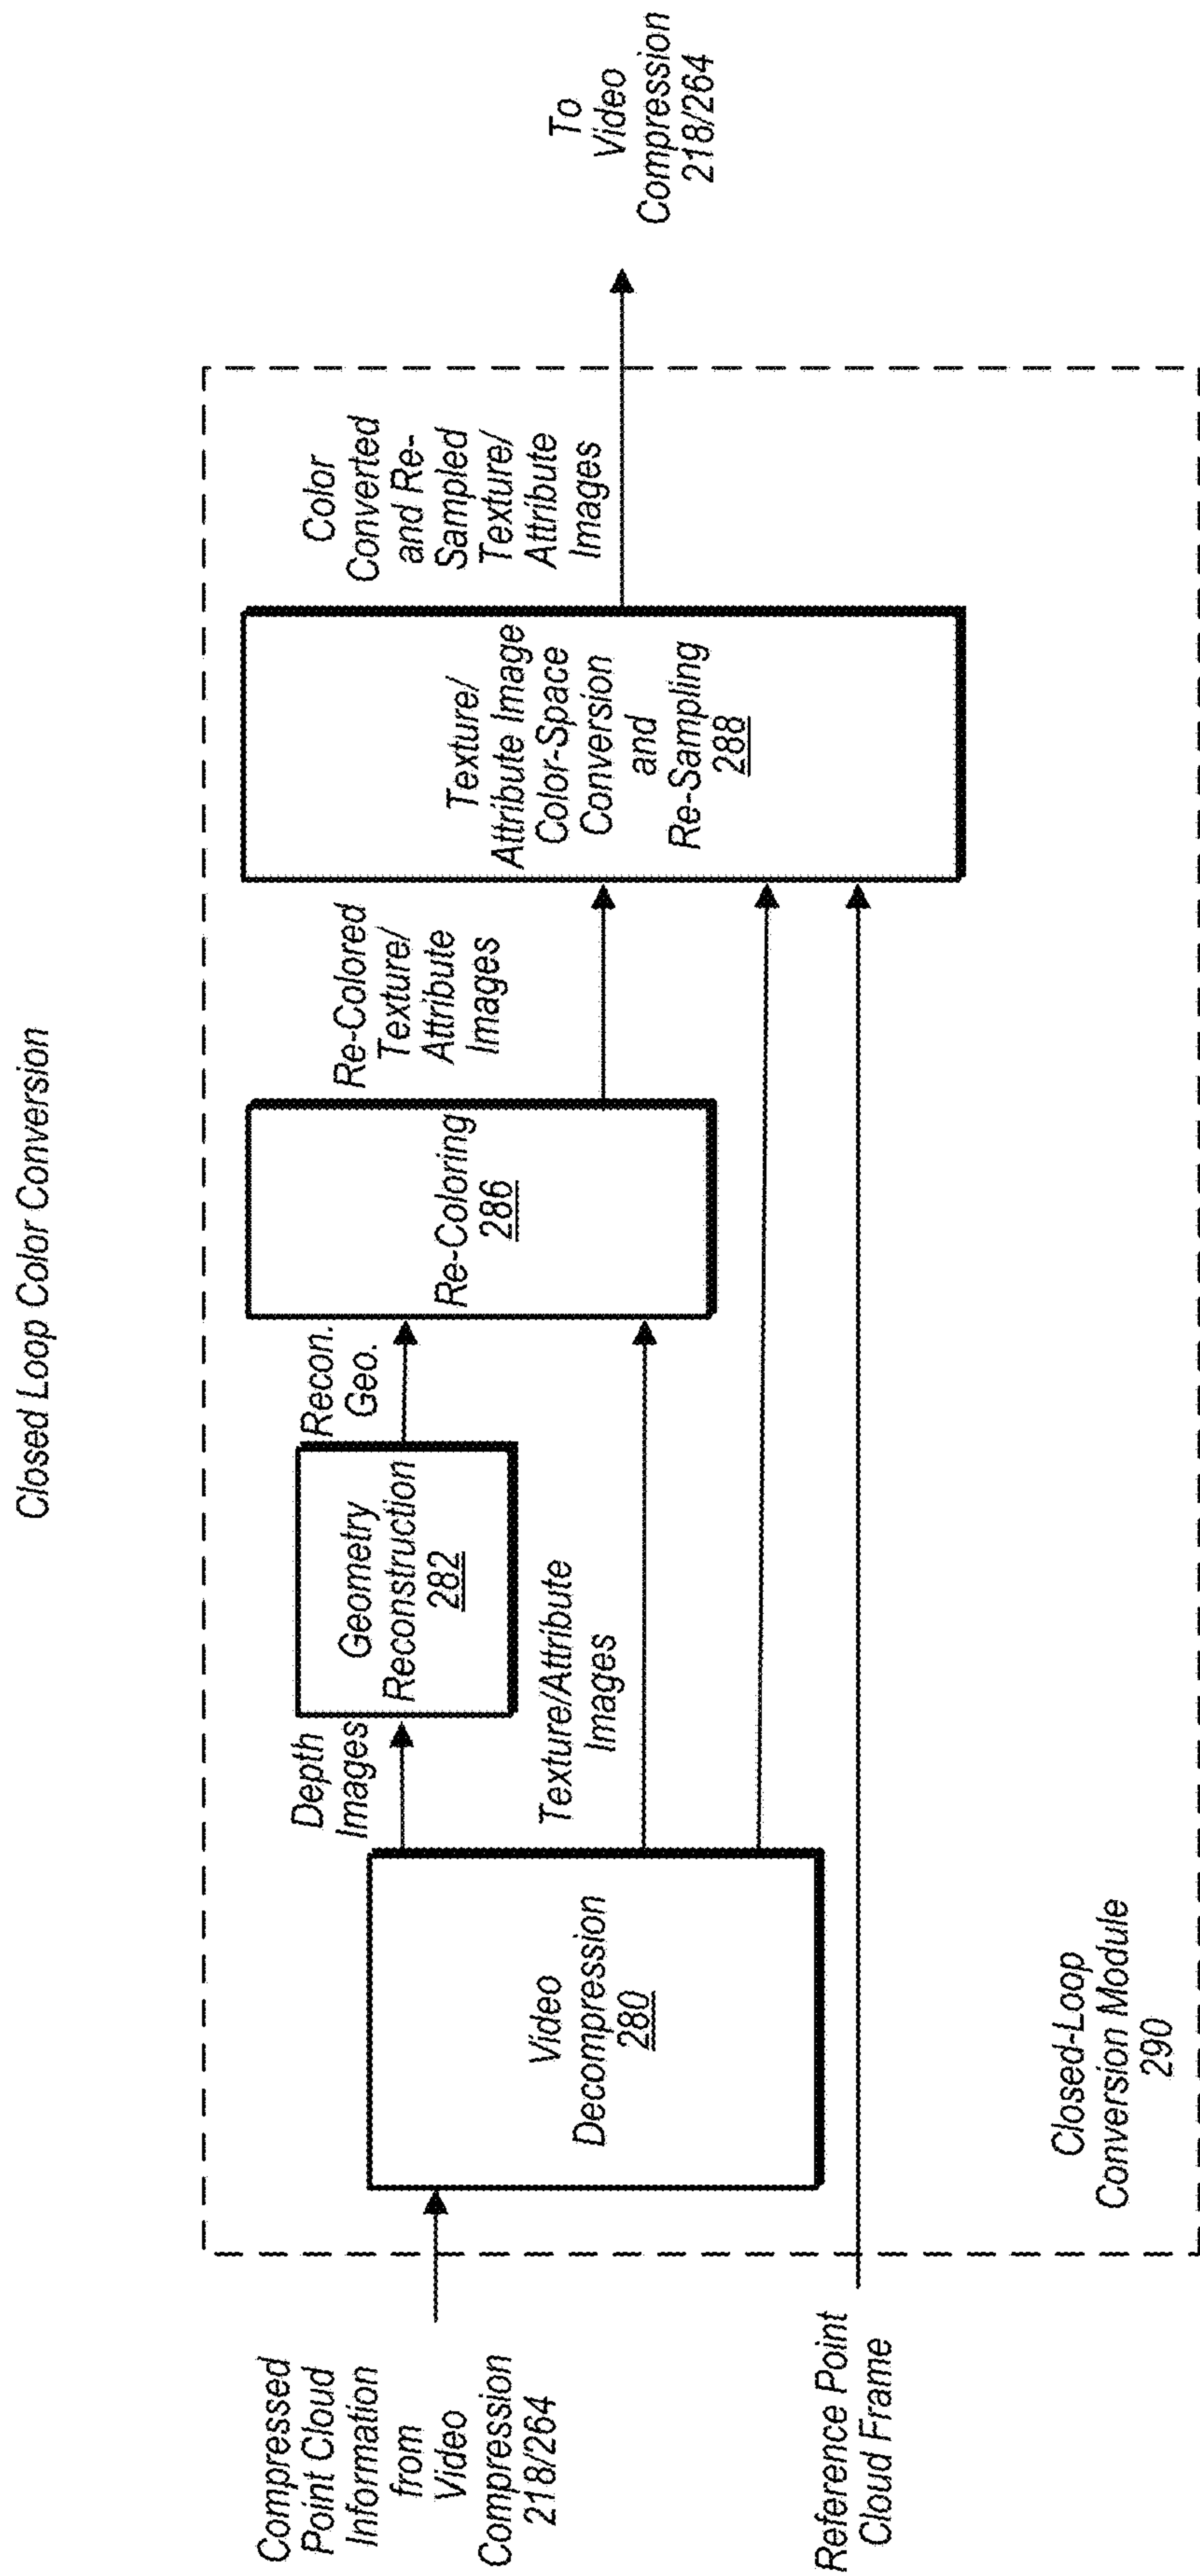 Closed Loop Color Conversion
Compressed
Point Cloud
Information
from
Video
Compression
218/264
Reference Point
Cloud Frame
Video
Decompression
280
Depth
Images
Geometry
Reconstruction
282
Recon.
Geo.
Texture/Attribute
Images
Re-Coloring
286
Re-Colored
Texture/
Attribute
Images
Texture/
Attribute Image
Color-Space
Conversion
and
Re-Sampling
288
Color
Converted
and Re-
Sampled
Texture/
Attribute
Images
To
Video
Compression
218/264
Closed-Loop
Conversion Module
290